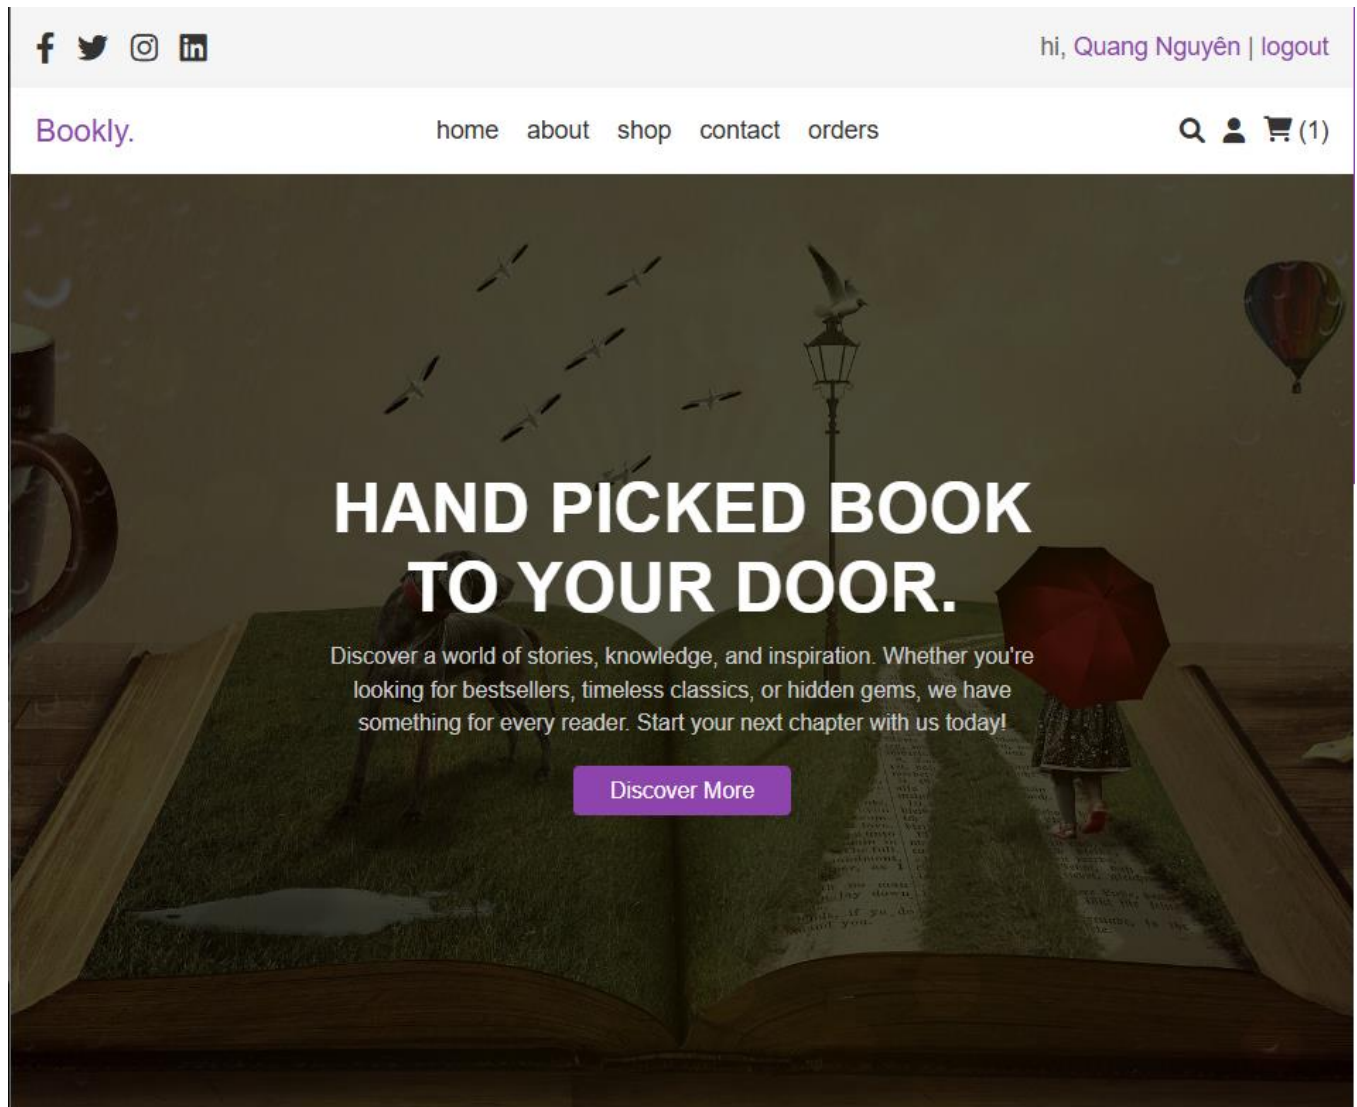 hi, Quang Nguyên | logout
Bookly.
home about shop contact orders
(1)
HAND PICKED BOOK
TO YOUR DOOR.
Discover a world of stories, knowledge, and inspiration. Whether you're
looking for bestsellers, timeless classics, or hidden gems, we have
something for every reader. Start your next chapter with us today!
Discover More